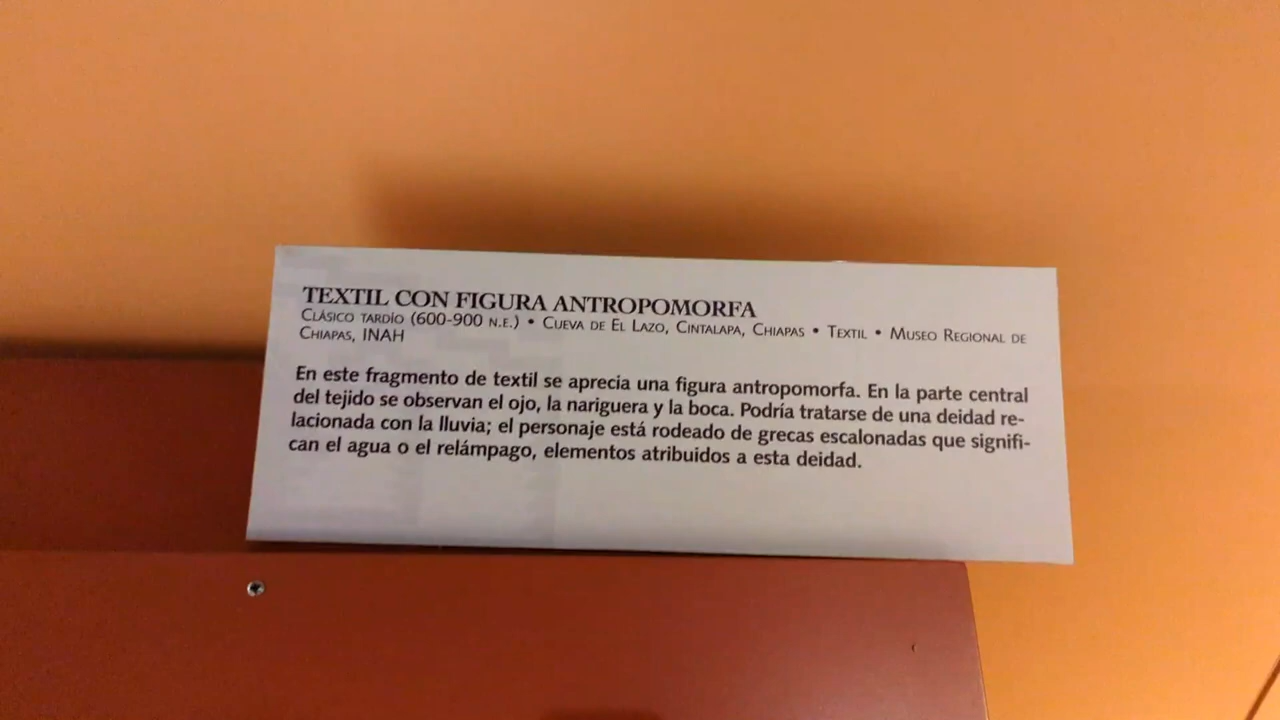 TEXTIL CON FIGURA ANTROPOMORFA
Clásico tardío (600-900 n.e.) • Cueva de El Lazo, Cintalapa, Chiapas • Textil • Museo Regional de
Chiapas, INAH
En este fragmento de textil se aprecia una figura antropomorfa. En la parte central
del tejido se observan el ojo, la nariguera y la boca. Podría tratarse de una deidad re-
lacionada con la lluvia; el personaje está rodeado de grecas escalonadas que signifi-
can el agua o el relámpago, elementos atribuidos a esta deidad.